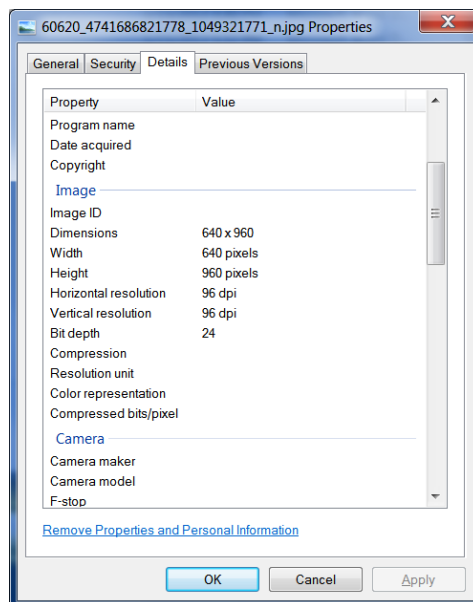 60620_4741686821778_1049321771_n.jpg Properties
X
General Security Details Previous Versions
Property Value
Program name
Date acquired
Copyright
Image
Image ID
Dimensions 640 x 960
Width 640 pixels
Height 960 pixels
Horizontal resolution 96 dpi
Vertical resolution 96 dpi
Bit depth 24
Compression
Resolution unit
Color representation
Compressed bits/pixel
Camera
Camera maker
Camera model
F-stop
Remove Properties and Personal Information
OK Cancel Apply